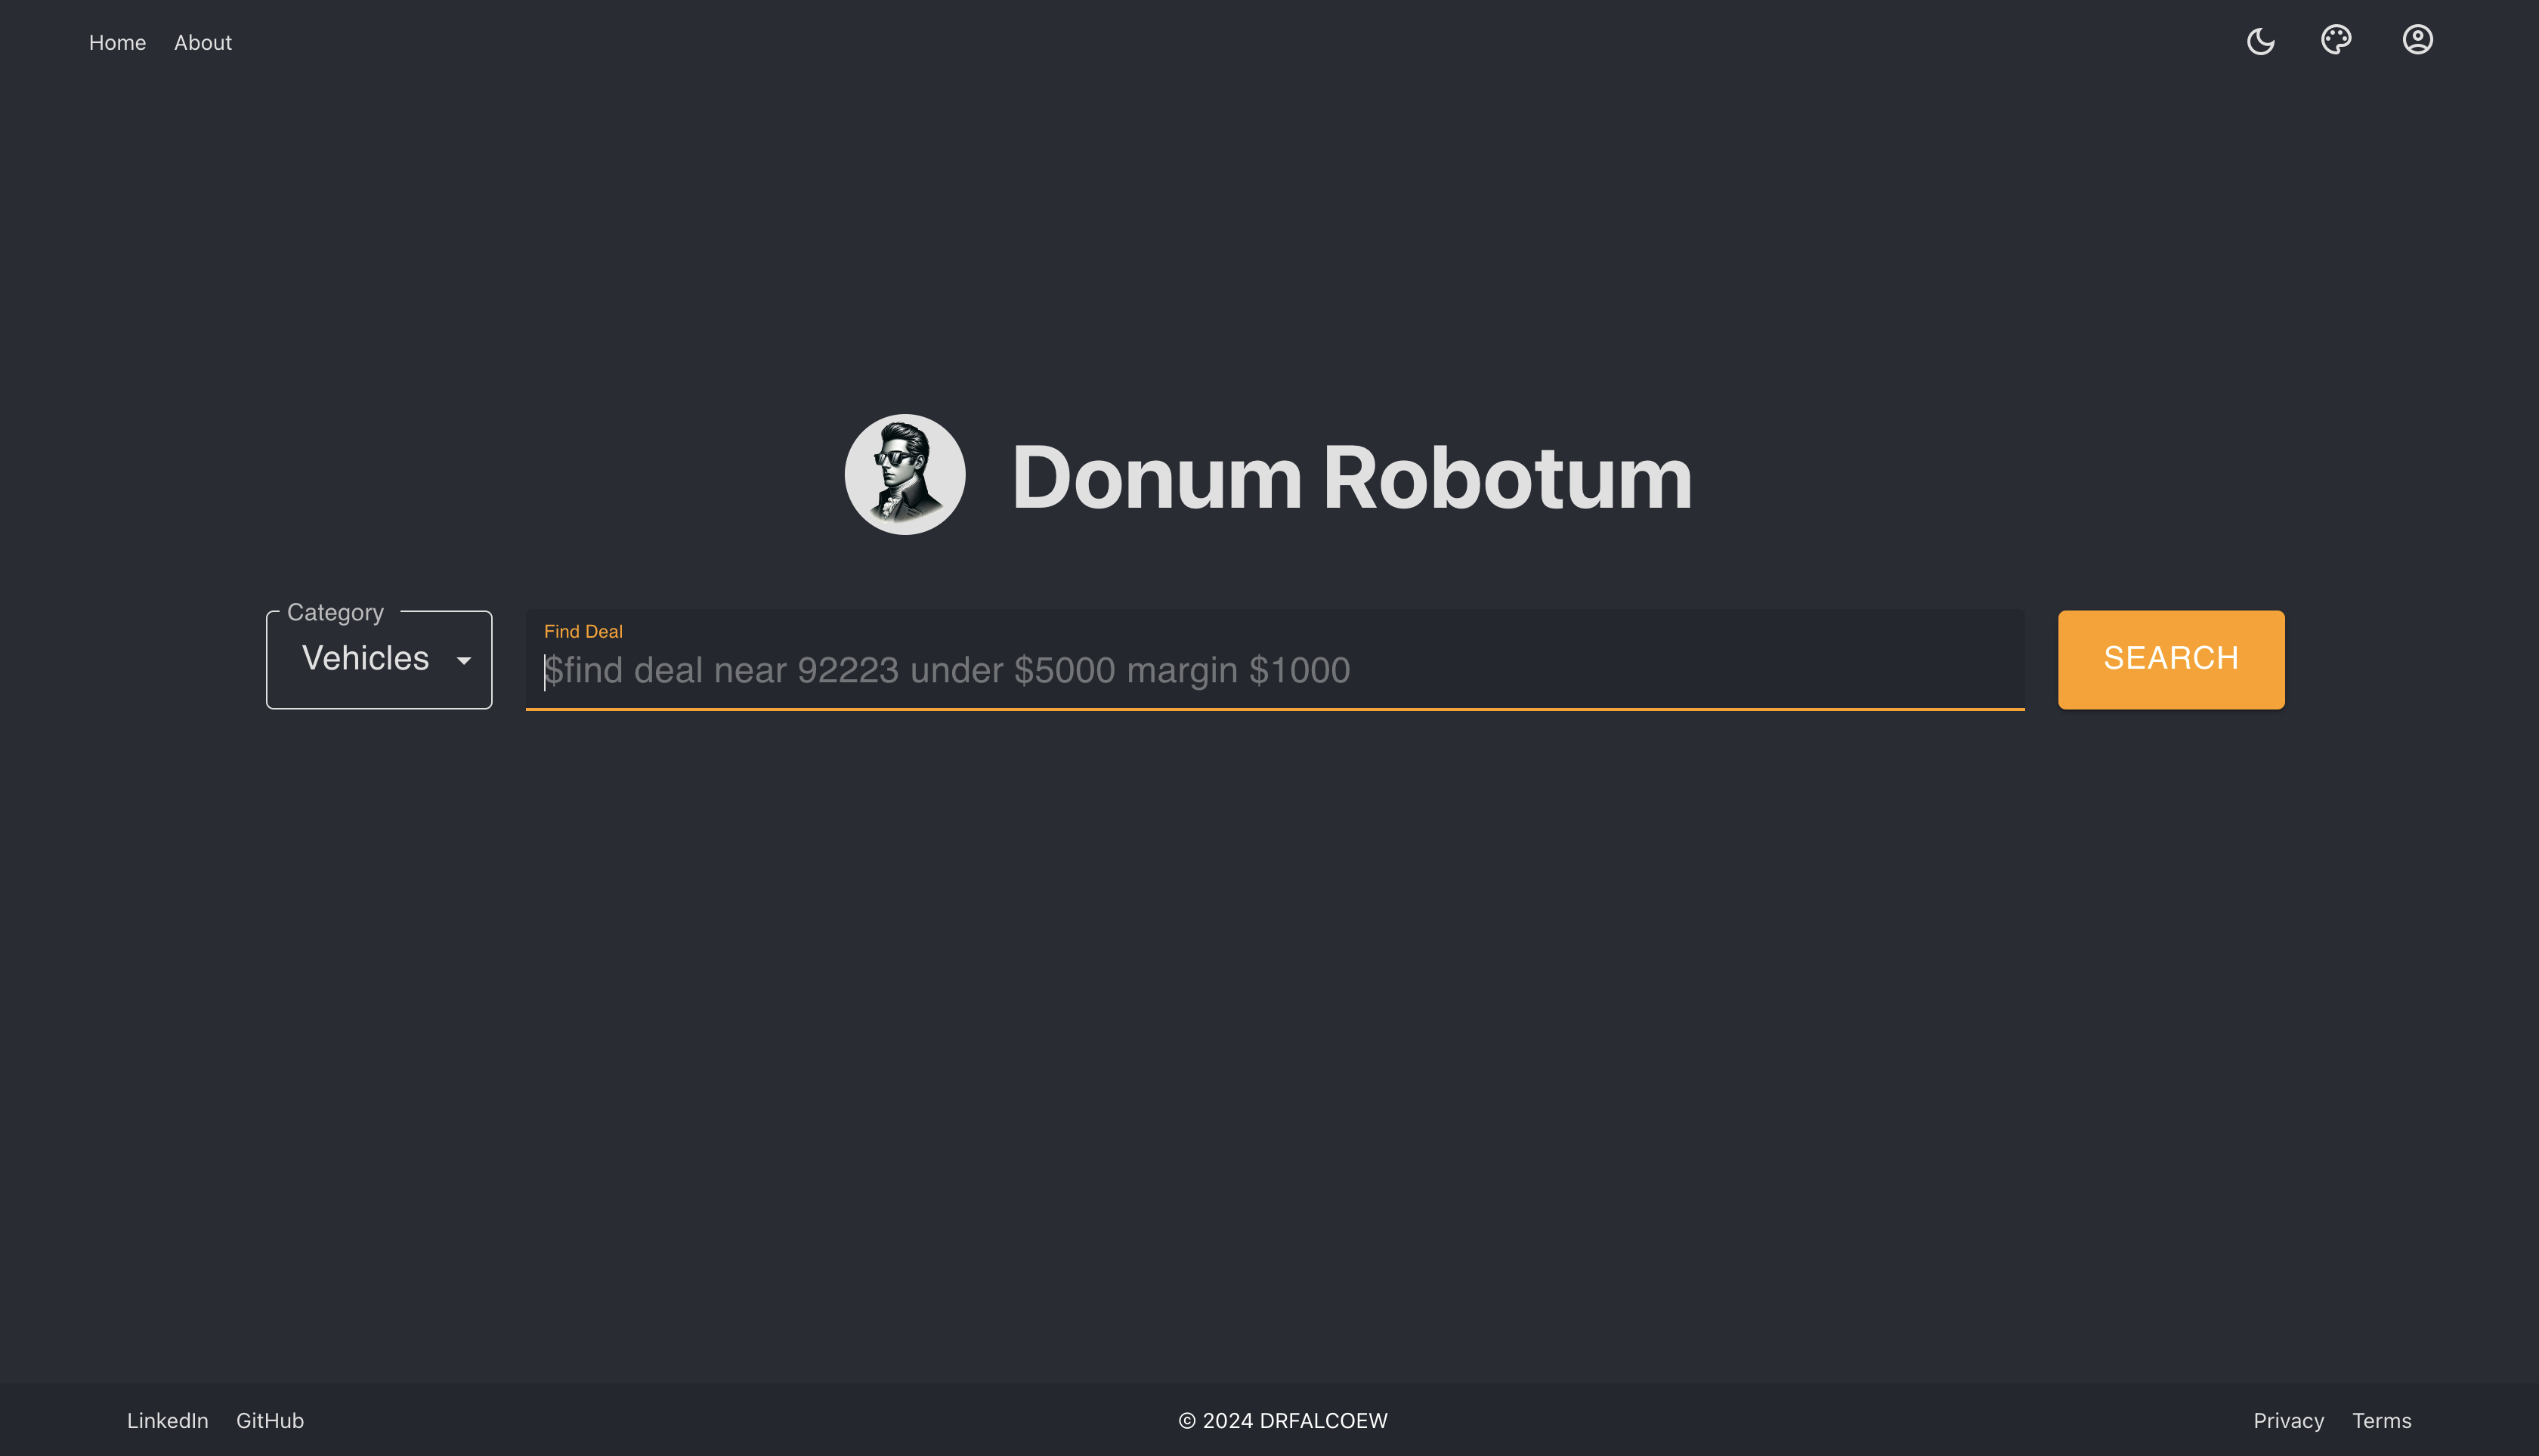 Home About
Donum Robotum
Category
Vehicles
Find Deal
$find deal near 92223 under $5000 margin $1000
SEARCH
LinkedIn GitHub
© 2024 DRFALCOEW
Privacy Terms